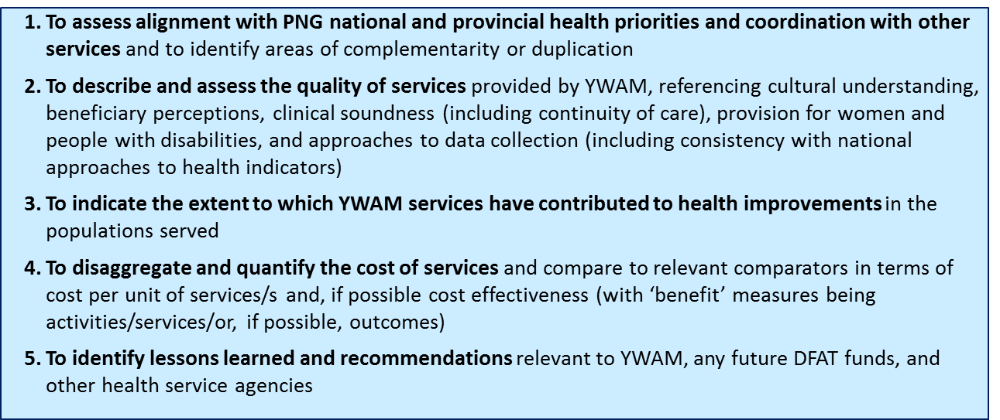 1. To assess alignment with PNG national and provincial health priorities and coordination with other
services and to identify areas of complementarity or duplication
2. To describe and assess the quality of services provided by YWAM, referencing cultural understanding,
beneficiary perceptions, clinical soundness (including continuity of care), provision for women and
people with disabilities, and approaches to data collection (including consistency with national
approaches to health indicators)
3. To indicate the extent to which YWAM services have contributed to health improvements in the
populations served
4. To disaggregate and quantify the cost of services and compare to relevant comparators in terms of
cost per unit of services/s and, if possible cost effectiveness (with ‘benefit’ measures being
activities/services/or, if possible, outcomes)
5. To identify lessons learned and recommendations relevant to YWAM, any future DFAT funds, and
other health service agencies